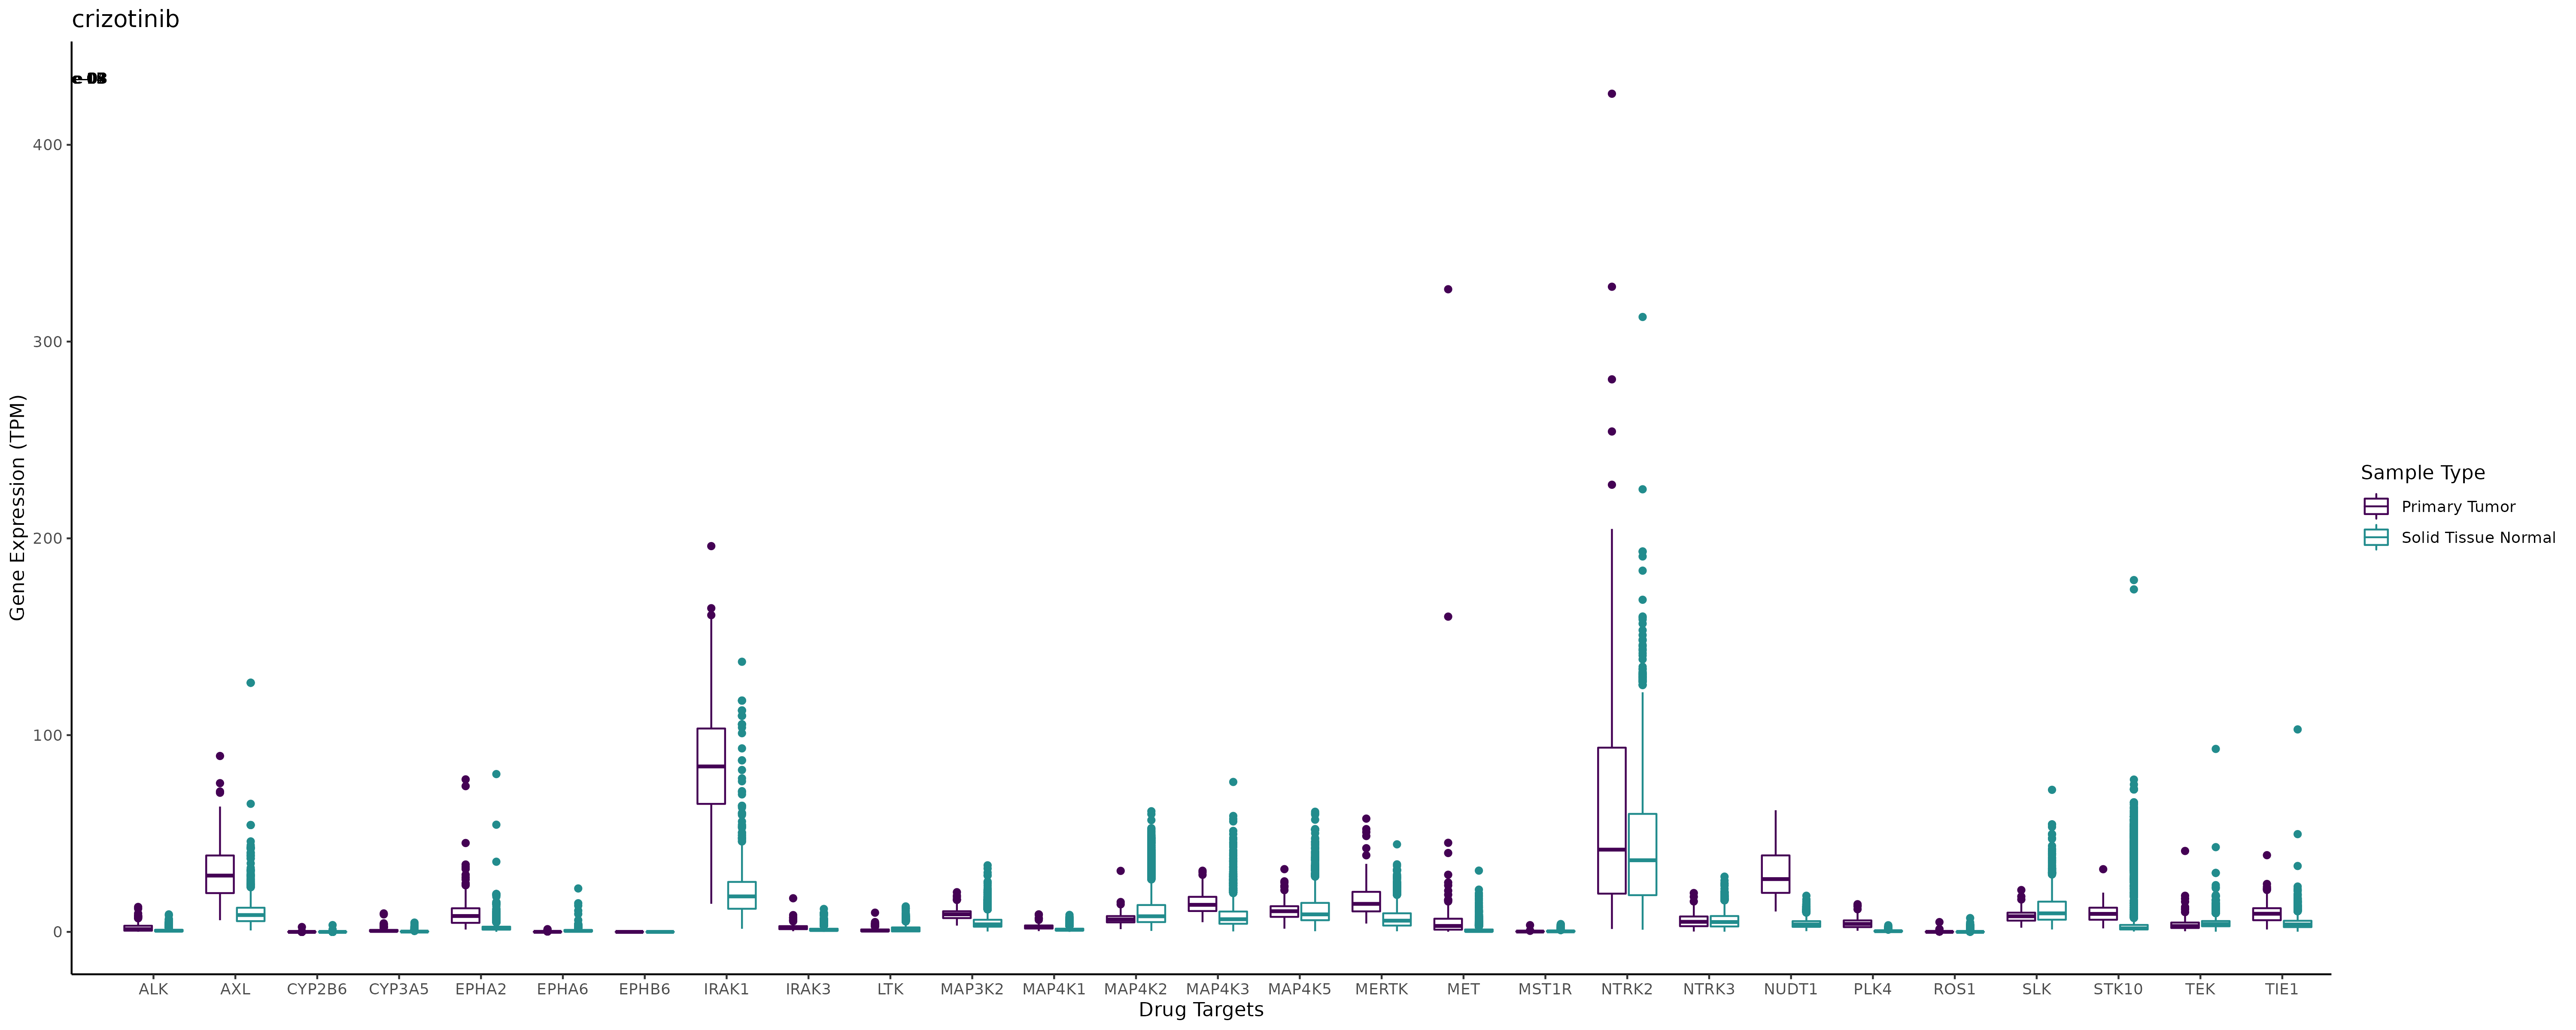 crizotinib
400
300
200
100
0
Gene Expression (TPM)
ALK AXL CYP2B6 CYP3A5 EPHA2 EPHA6 EPHB6 IRAK1 IRAK3 LTK MAP3K2 MAP4K1 MAP4K2 MAP4K3 MAP4K5 MERTK MET MST1R NTRK2 NTRK3 NUDT1 PLK4 ROS1 SLK STK10 TEK TIE1
Drug Targets
Sample Type
Primary Tumor
Solid Tissue Normal